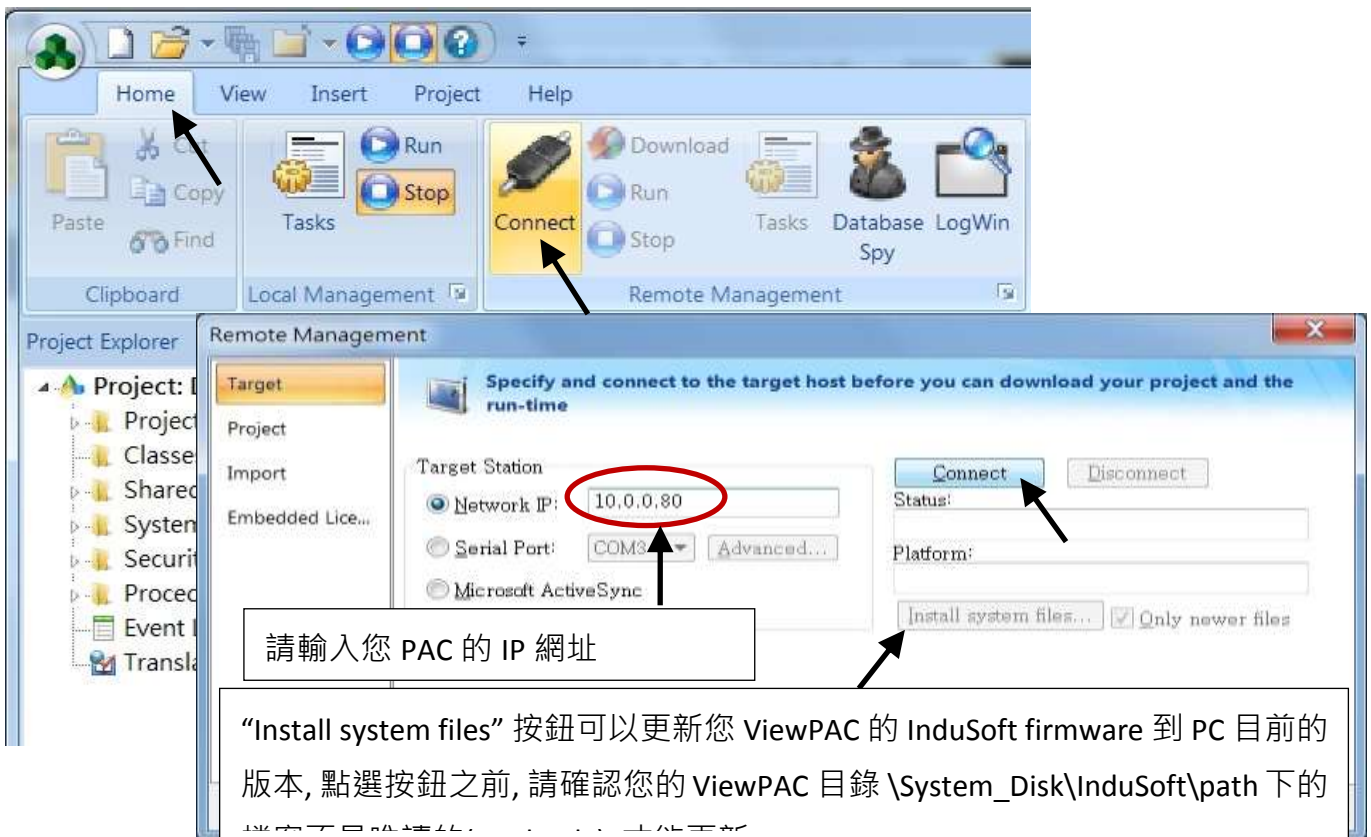 Home View Insert Project Help
Cut
Copy
Paste
Find
Clipboard
Tasks
Run
Stop
Local Management
Connect
Download
Run
Stop
Tasks
Database Spy
LogWin
Remote Management
Project Explorer
Project:
Event
Remote Management
Target
Project
Import
Embedded Lice...
Specify and connect to the target host before you can download your project and the
run-time
Target Station
Network IP: 10.0.0.80
Serial Port: COM3 Advanced...
Microsoft ActiveSync
Connect Disconnect
Status:
Platform:
Install system files... Only newer files
請輸入您 PAC 的 IP 網址
“Install system files” 按鈕可以更新您 ViewPAC 的 InduSoft firmware 到 PC 目前的
版本, 點選按鈕之前, 請確認您的 ViewPAC 目錄 \System_Disk\InduSoft\path 下的